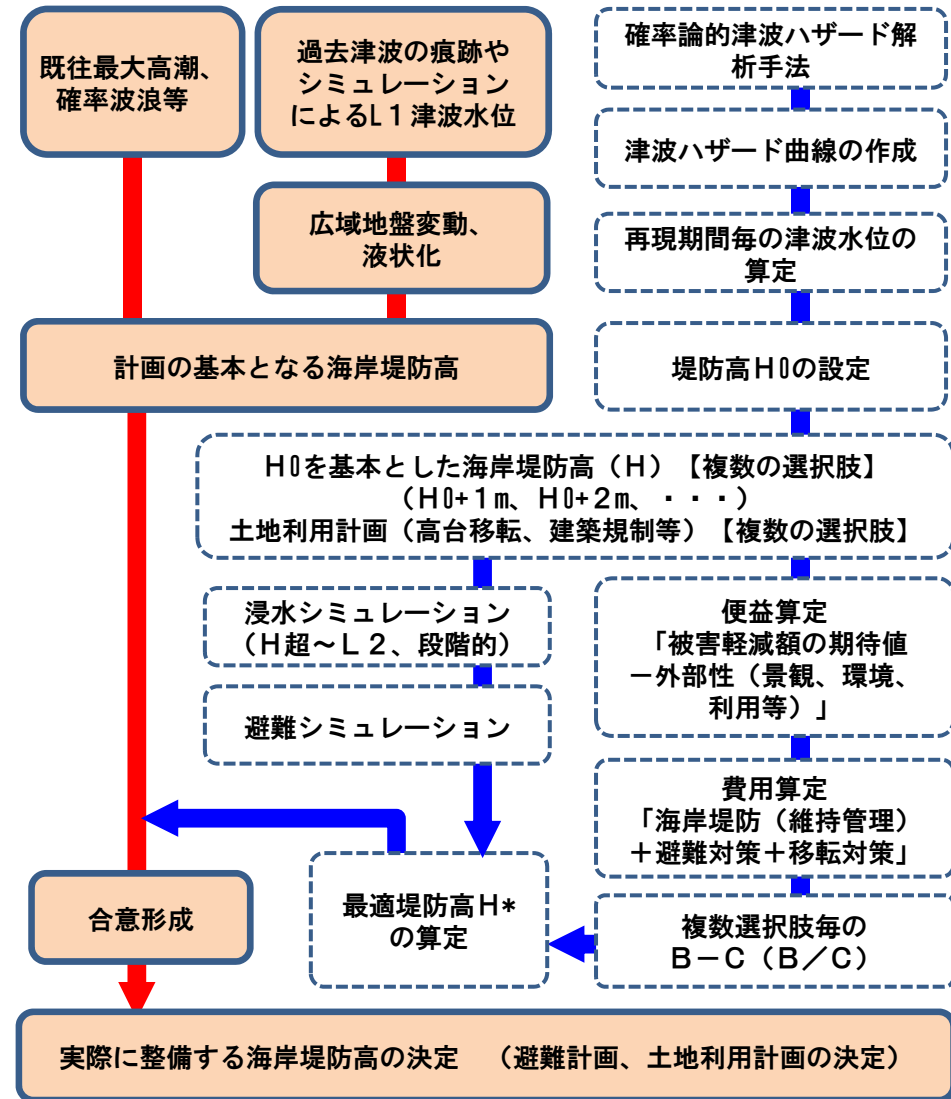 既往最大高潮、
確率波浪等
過去津波の痕跡や
シミュレーション
によるL1津波水位
広域地盤変動、
液状化
計画の基本となる海岸堤防高
確率論的津波ハザード解
析手法
津波ハザード曲線の作成
再現期間毎の津波水位の
算定
堤防高H0の設定
H0を基本とした海岸堤防高（H）【複数の選択肢】
（H0+1m、H0+2m、・・・）
土地利用計画（高台移転、建築規制等）【複数の選択肢】
浸水シミュレーション
（H超～L2、段階的）
避難シミュレーション
便益算定
「被害軽減額の期待値
－外部性（景観、環境、
利用等）」
費用算定
「海岸堤防（維持管理）
＋避難対策＋移転対策」
複数選択肢毎の
B－C（B／C）
最適堤防高H*
の算定
合意形成
実際に整備する海岸堤防高の決定　（避難計画、土地利用計画の決定）